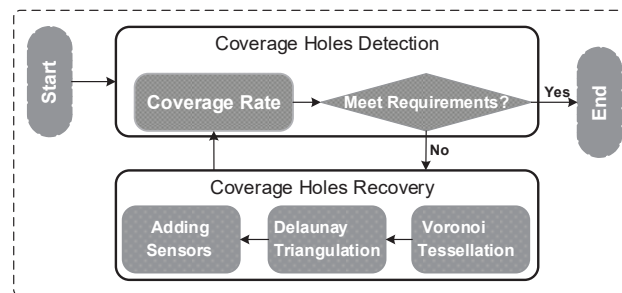 Coverage Holes Detection
Start
Coverage Rate
Meet Requirements?
Yes
End
No
Coverage Holes Recovery
Adding
Sensors
Delaunay
Triangulation
Voronoi
Tessellation